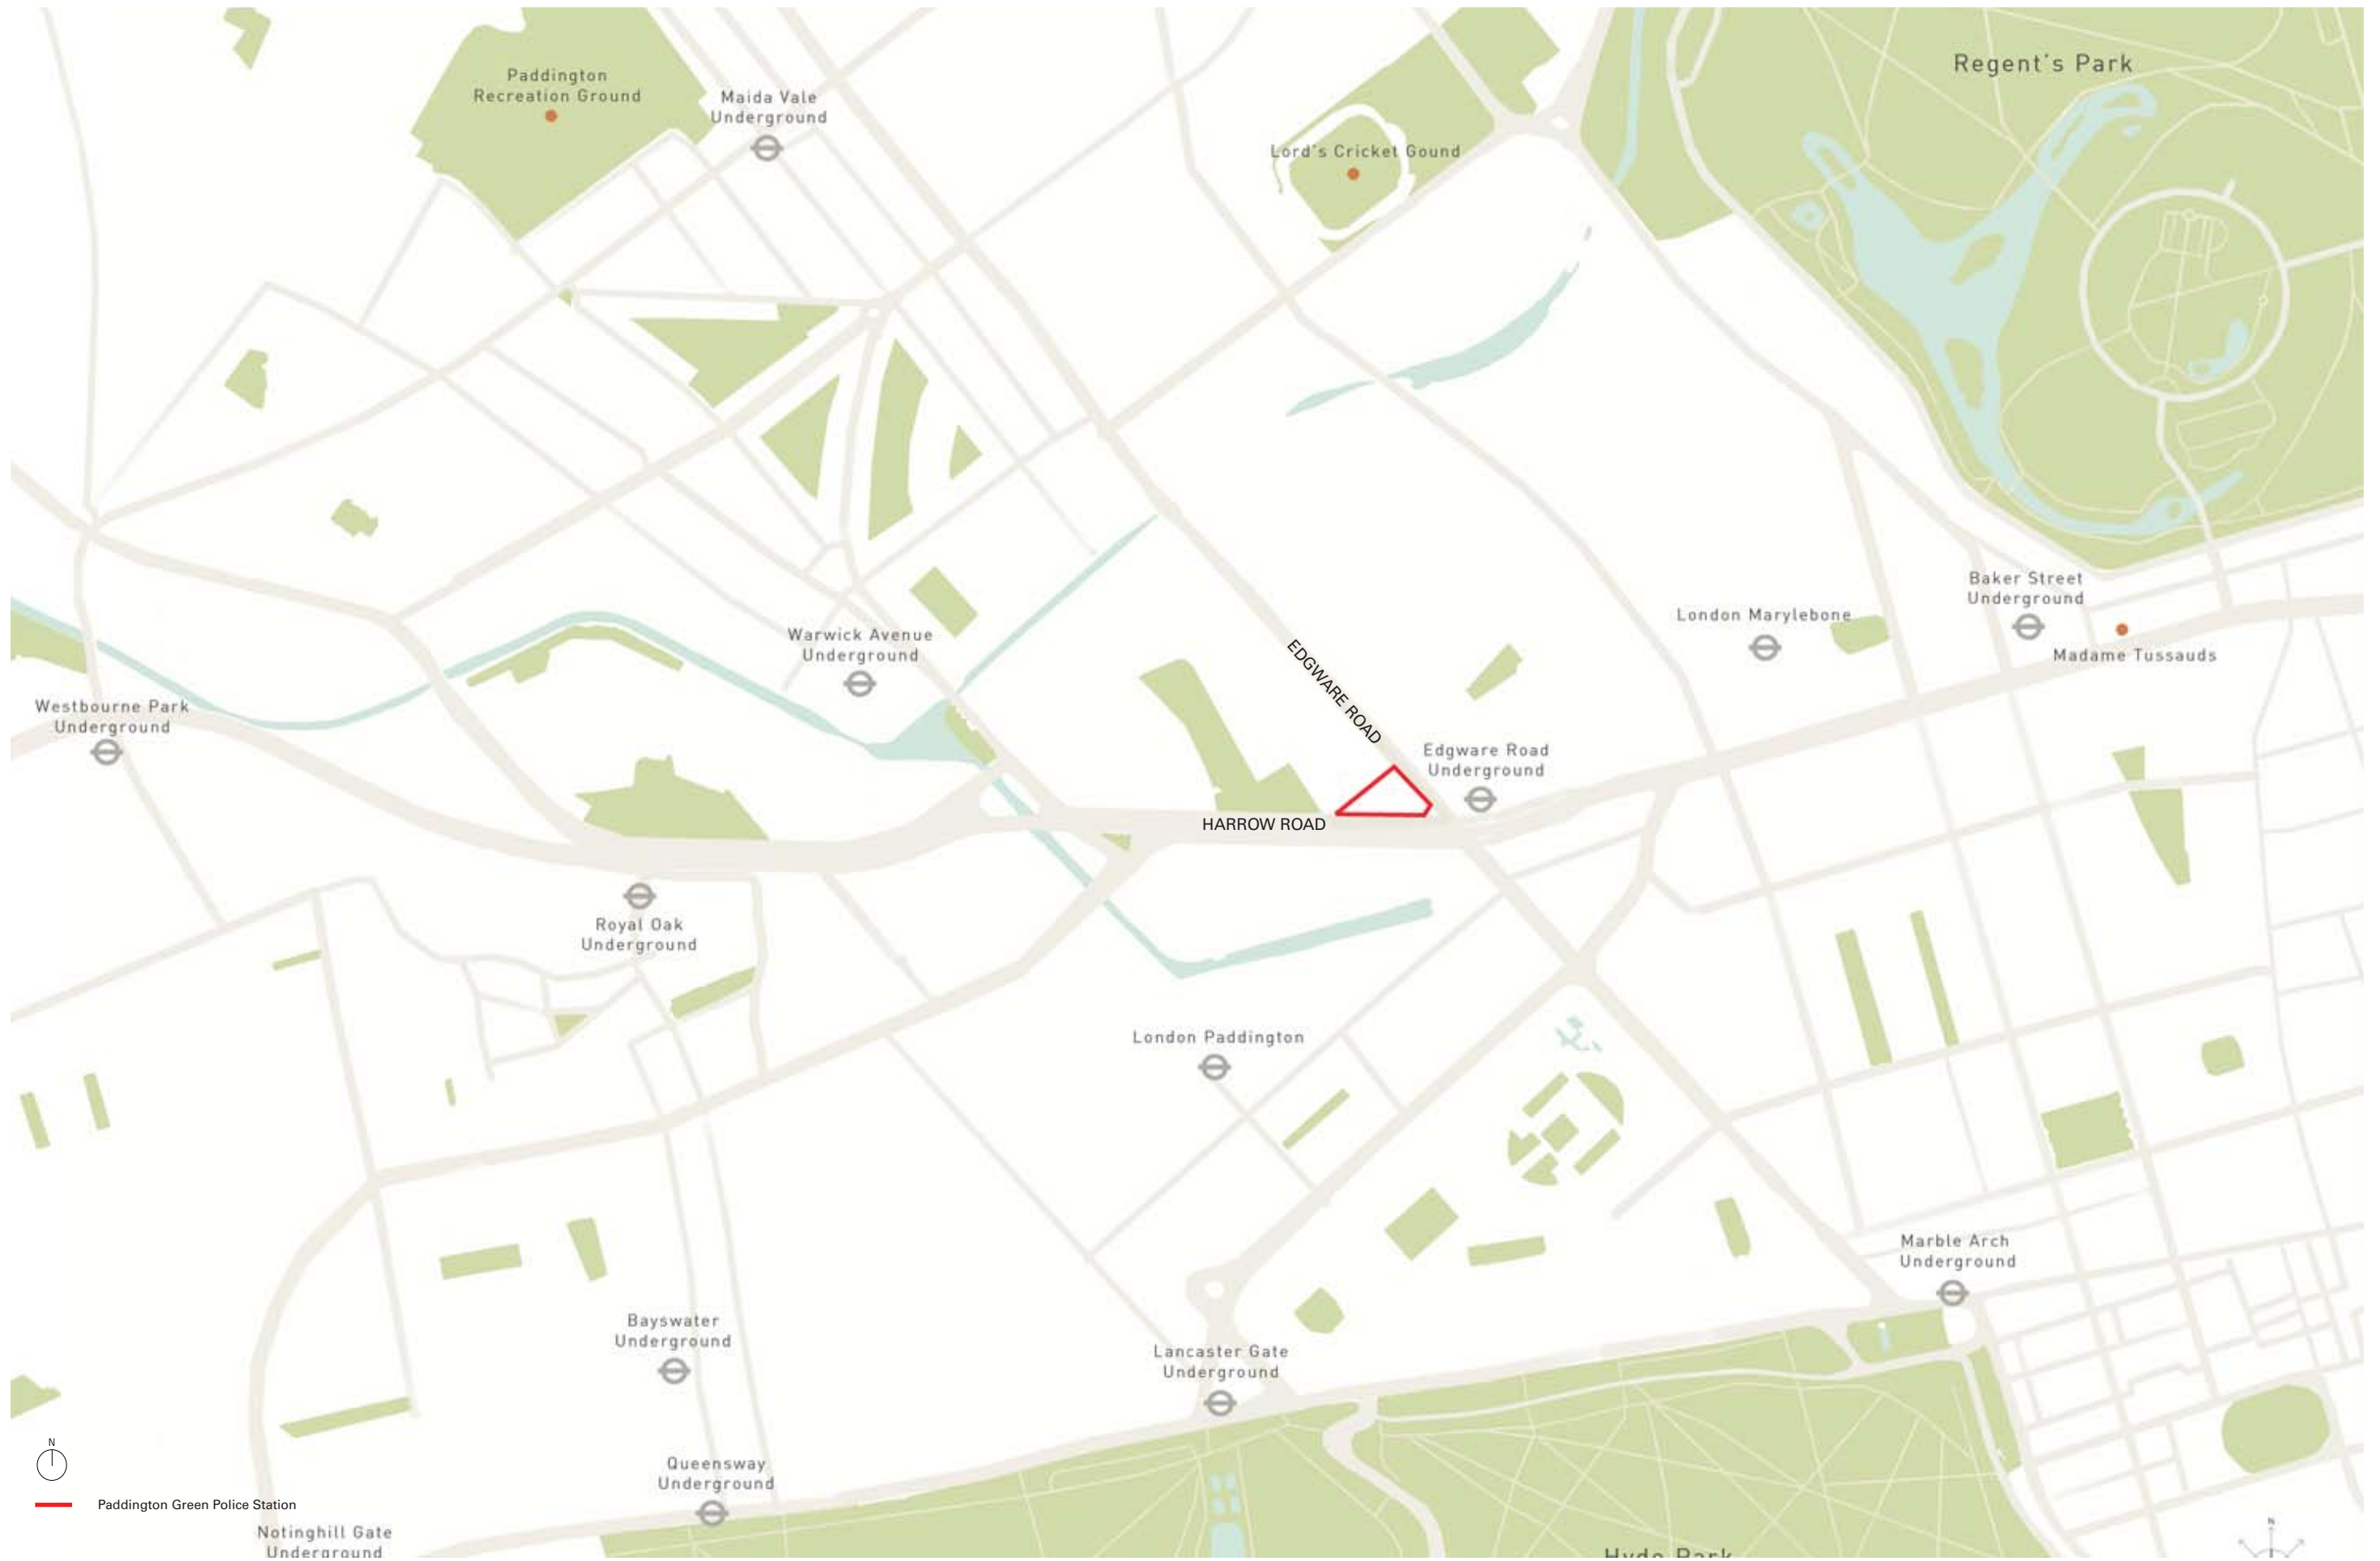 Regent's Park
Paddington
Recreation Ground
Maida Vale
Underground
Lord's Cricket Gound
Baker Street
Underground
London Marylebone
Madame Tussauds
Warwick Avenue
Underground
EDGWARE ROAD
Westbourne Park
Underground
Edgware Road
Underground
HARROW ROAD
Royal Oak
Underground
London Paddington
Marble Arch
Underground
Bayswater
Underground
Lancaster Gate
Underground
Queensway
Underground
N
Paddington Green Police Station
Notinghill Gate
Underground
Hyde Park
N